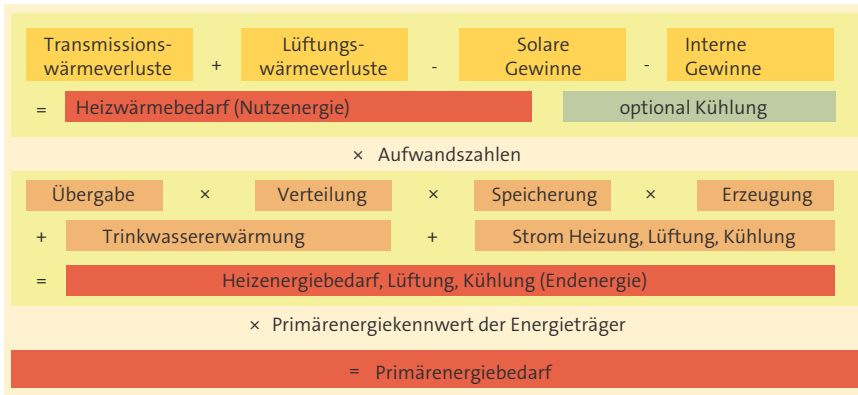 Transmissions- + Lüftungs- - Solare - Interne
wärmeverluste wärmeverluste Gewinne Gewinne
= Heizwärmebedarf (Nutzenergie) optional Kühlung
× Aufwandszahlen
Übergabe × Verteilung × Speicherung × Erzeugung
+ Trinkwassererwärmung + Strom Heizung, Lüftung, Kühlung
= Heizenergiebedarf, Lüftung, Kühlung (Endenergie)
× Primärenergiekennwert der Energieträger
= Primärenergiebedarf